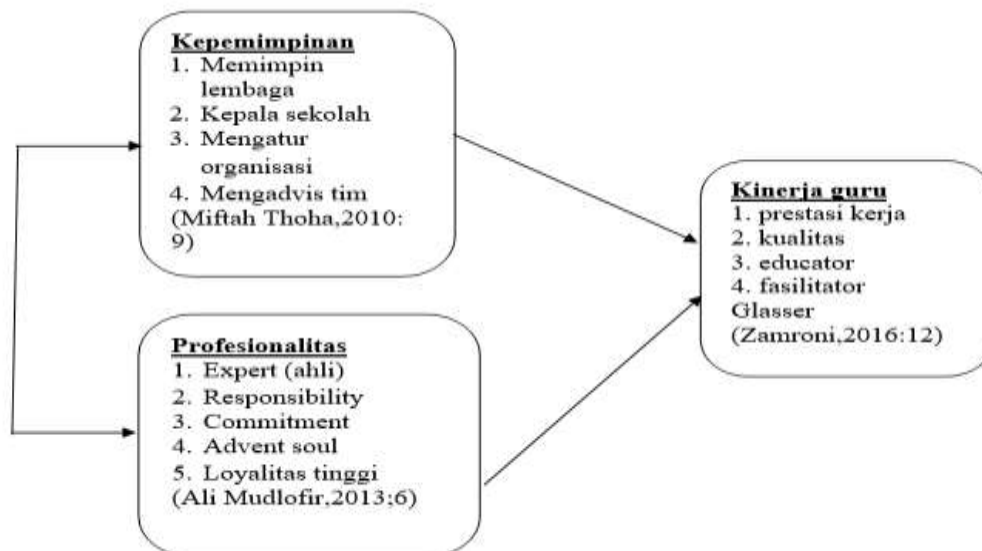 Kepemimpinan
1. Memimpin
lembaga
2. Kepala sekolah
3. Mengatur
organisasi
4. Mengadvis tim
(Miftah Thoha,2010:
9)
Profesionalitas
1. Expert (ahli)
2. Responsibility
3. Commitment
4. Advent soul
5. Loyalitas tinggi
(Ali Mudlofir,2013;6)
Kinerja guru
1. prestasi kerja
2. kualitas
3. educator
4. fasilitator
Glasser
(Zamroni,2016:12)